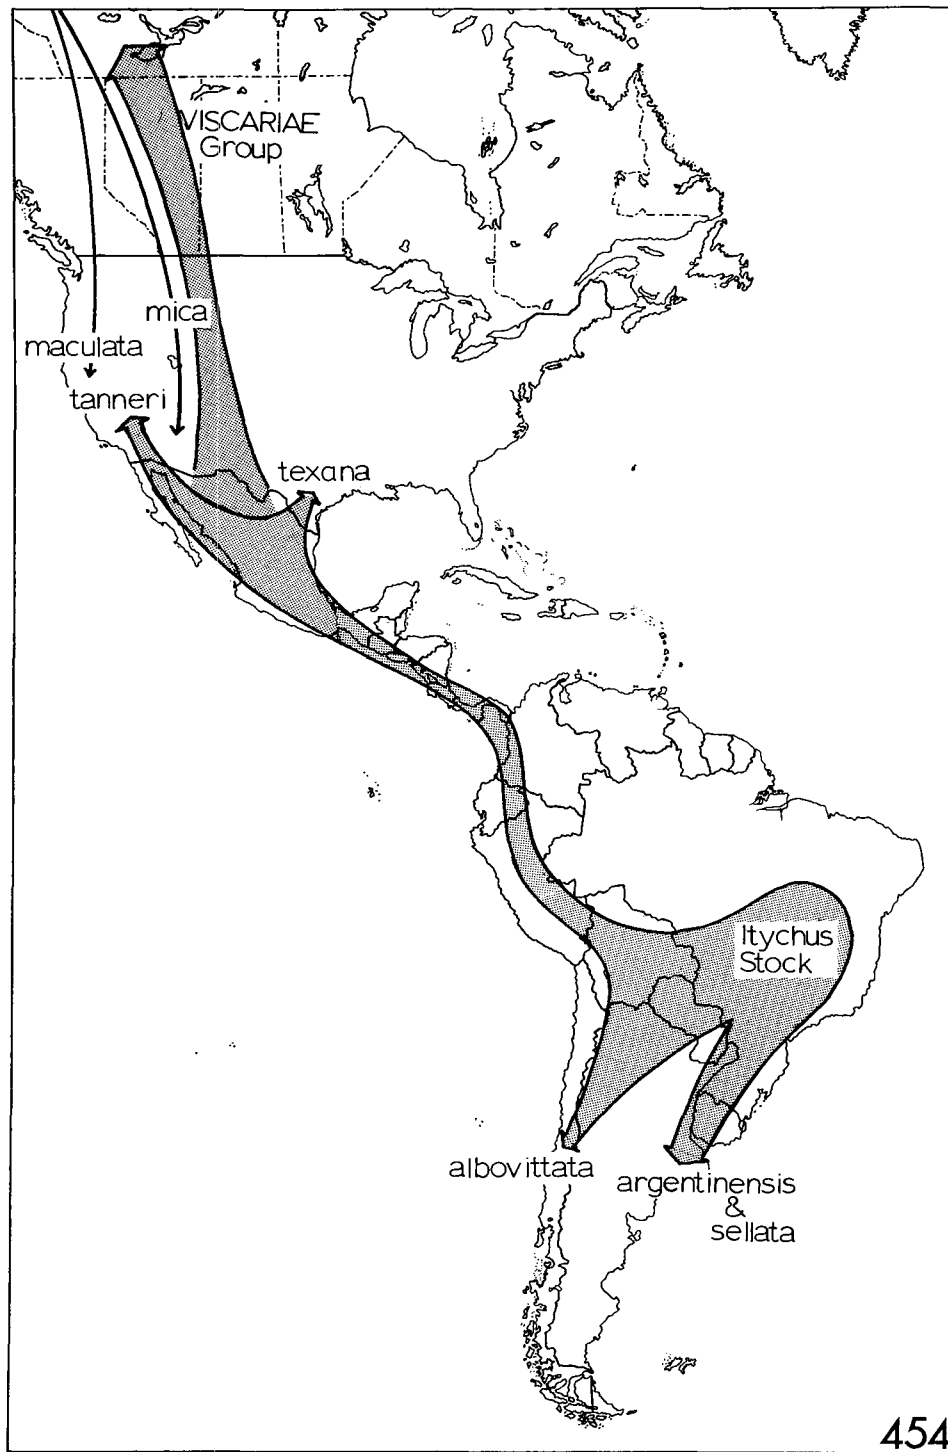 VISCARIAE
Group
mica
maculata
tanneri
texana
Itychus
Stock
albovittata
argentinensis
&
sellata
454